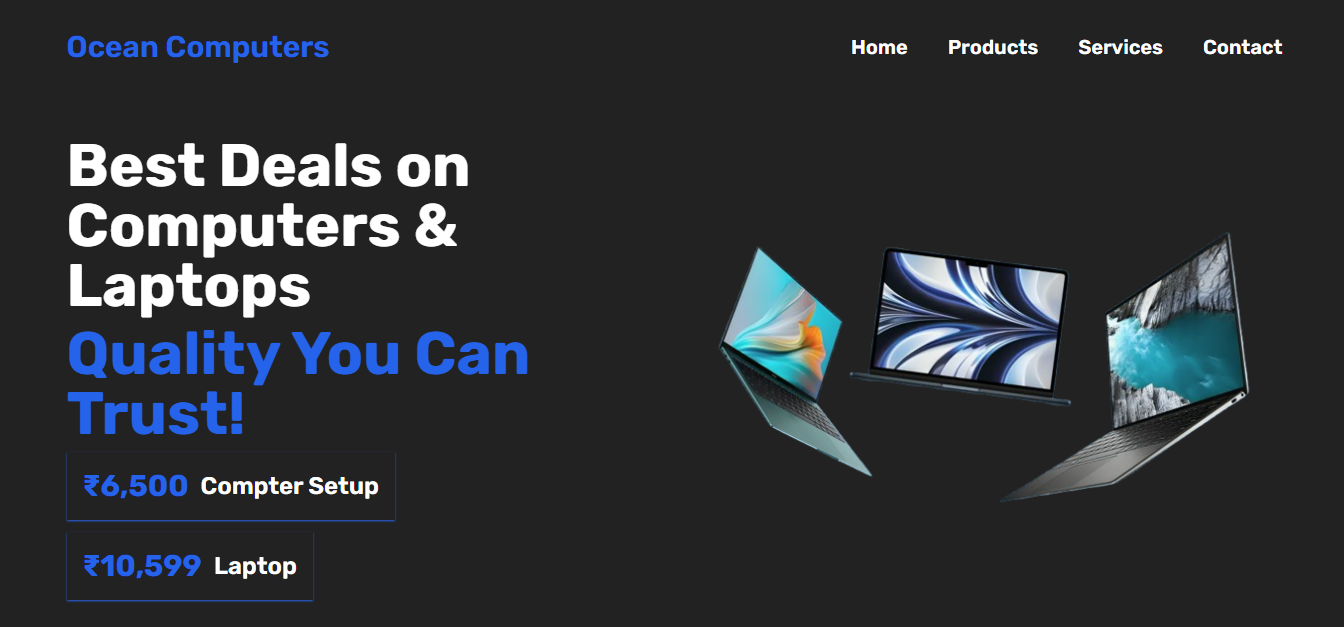 Ocean Computers
Home Products Services Contact
Best Deals on
Computers &
Laptops
Quality You Can
Trust!
₹6,500 Compter Setup
₹10,599 Laptop